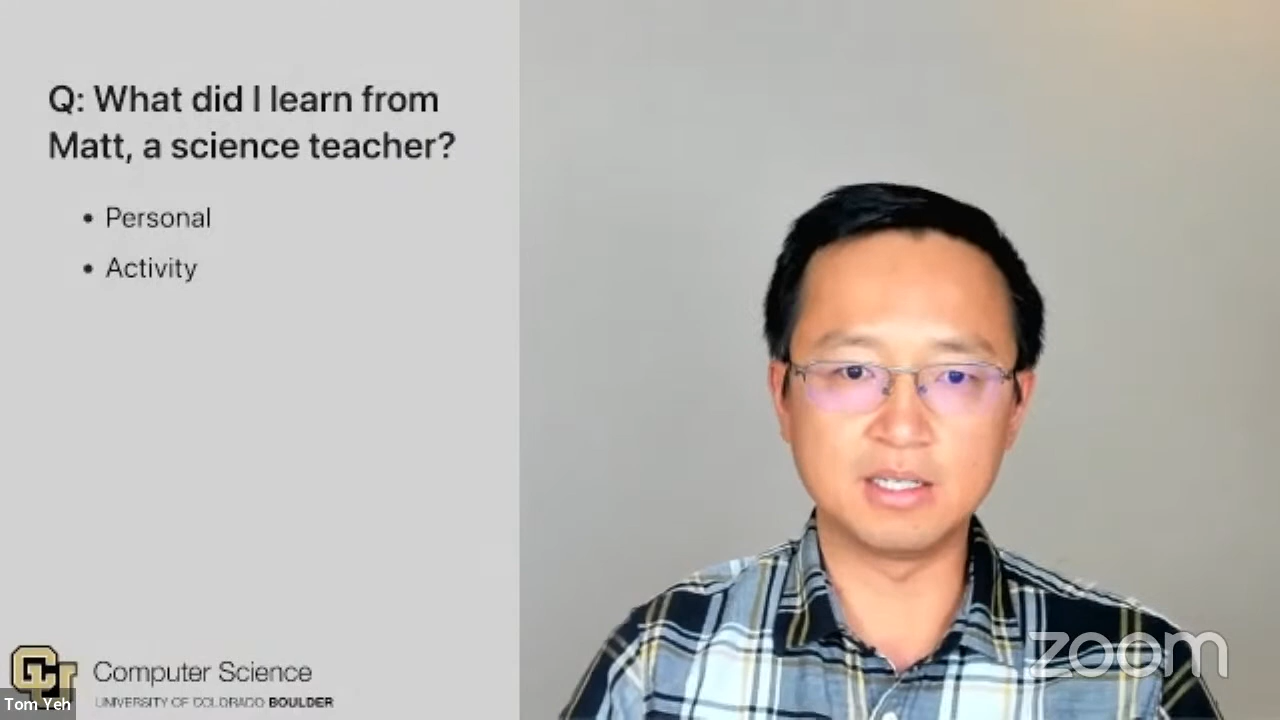 Q: What did I learn from
Matt, a science teacher?
• Personal
• Activity
Computer Science
UNIVERSITY OF COLORADO BOULDER
Tom Yeh
zoom